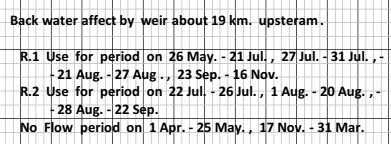 Back water affect by weir about 19 km. upsteram.
R.1 Use for period on 26 May. - 21 Jul. , 27 Jul. - 31 Jul. , -
- 21 Aug. - 27 Aug . , 23 Sep. - 16 Nov.
R.2 Use for period on 22 Jul. - 26 Jul. , 1 Aug. - 20 Aug. , -
- 28 Aug. - 22 Sep.
No Flow period on 1 Apr. - 25 May. , 17 Nov. - 31 Mar.